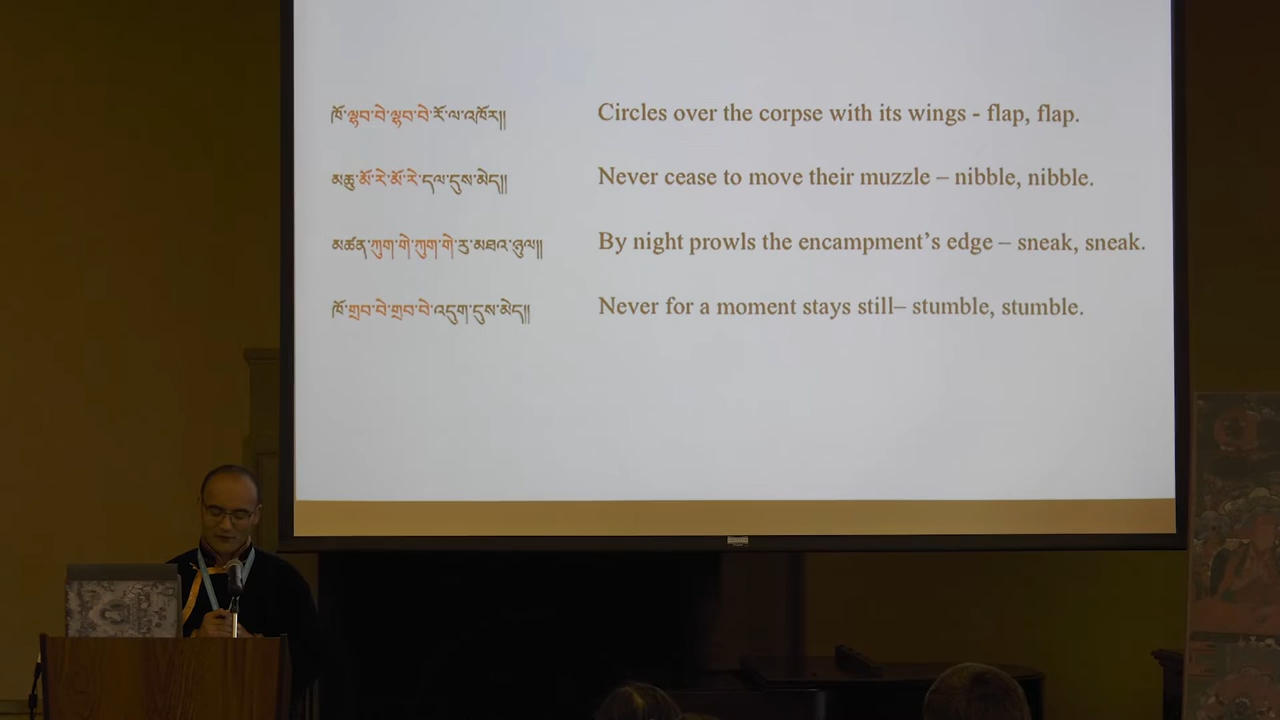 ཁོ་ལྷབ་བེ་ལྷབ་བེ་རོ་ལ་འཁོར།།
Circles over the corpse with its wings - flap, flap.
མཆུ་མོ་རེ་མོ་རེ་དལ་དུས་མེད།།
Never cease to move their muzzle – nibble, nibble.
མཚན་ཀུག་གེ་ཀུག་གེ་རུ་མཐའ་ཉུལ།།
By night prowls the encampment’s edge – sneak, sneak.
ཁོ་གྲབ་བེ་གྲབ་བེ་འདུག་དུས་མེད།།
Never for a moment stays still– stumble, stumble.